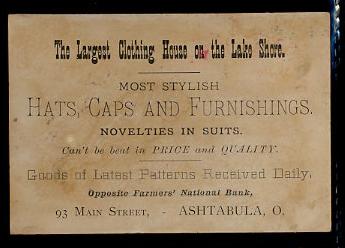 The Largest Clothing House on the Lake Shore.
MOST STYLISH
HATS, CAPS AND FURNISHINGS.
NOVELTIES IN SUITS.
Can't be beat in PRICE and QUALITY.
Goods of Latest Patterns Received Daily,
Opposite Farmers' National Bank,
93 MAIN STREET, - ASHTABULA, O,